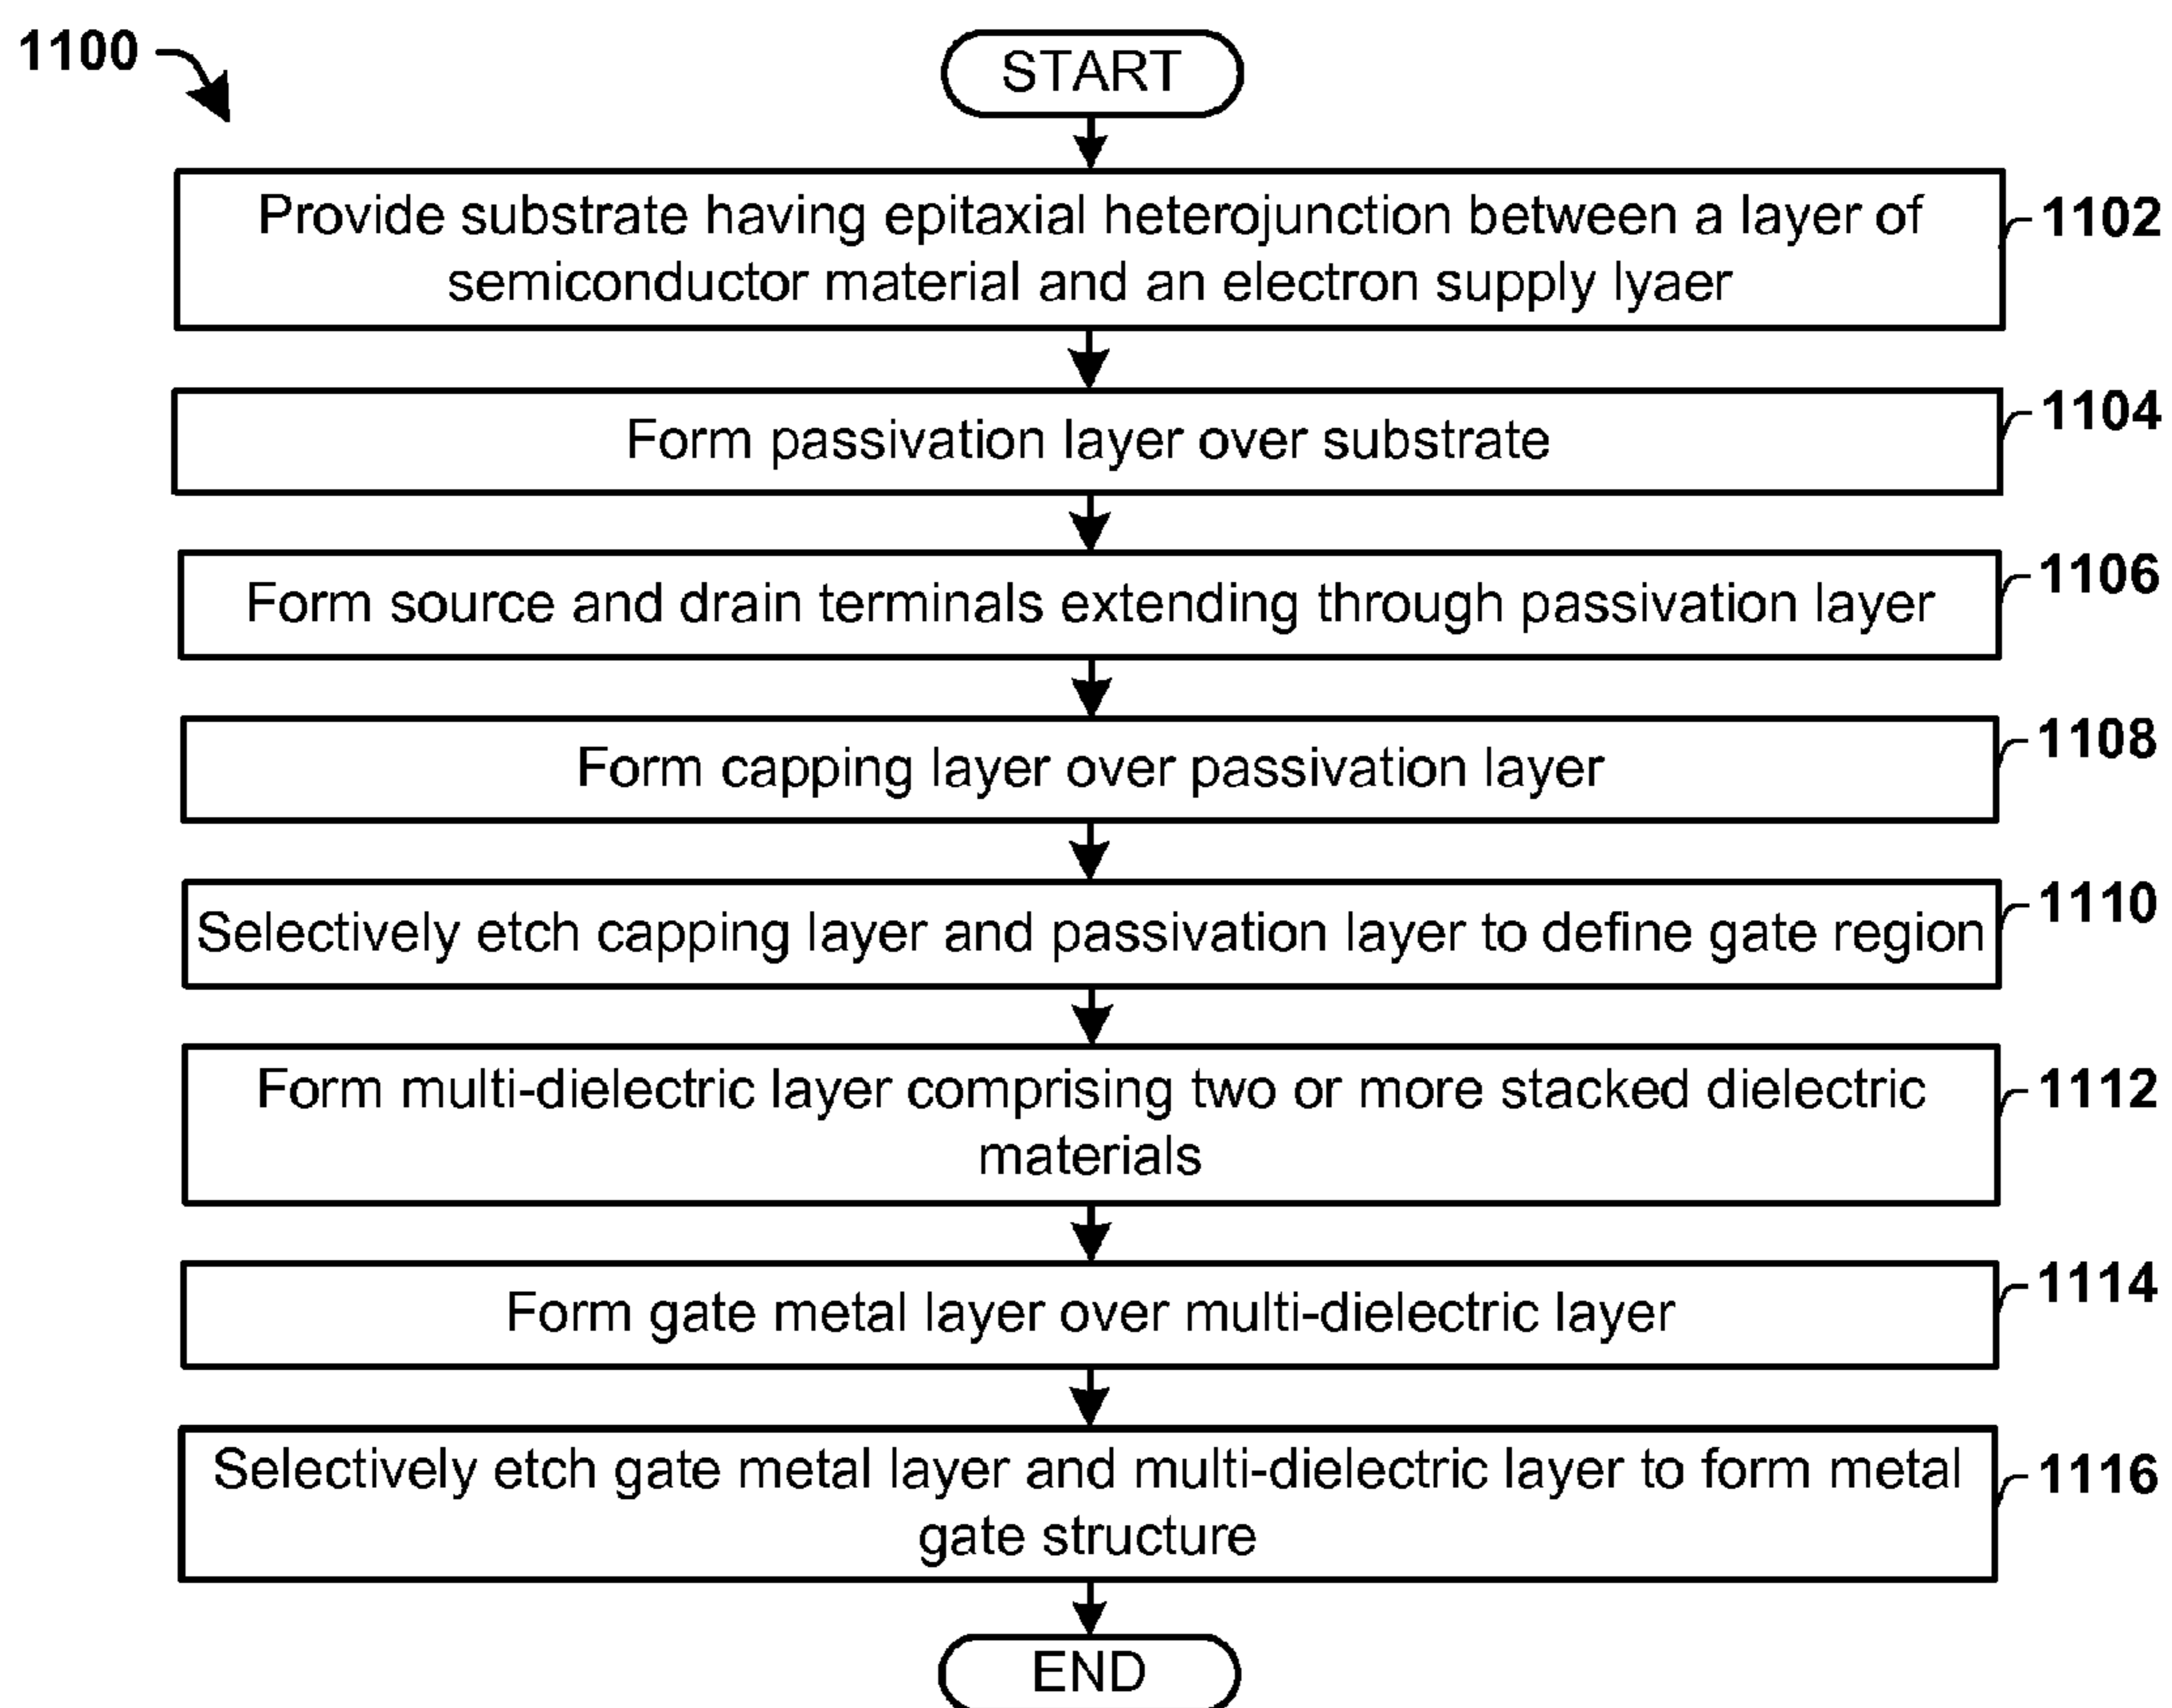 1100
START
Provide substrate having epitaxial heterojunction between a layer of
semiconductor material and an electron supply lyaer
1102
Form passivation layer over substrate
1104
Form source and drain terminals extending through passivation layer
1106
Form capping layer over passivation layer
1108
Selectively etch capping layer and passivation layer to define gate region
1110
Form multi-dielectric layer comprising two or more stacked dielectric
materials
1112
Form gate metal layer over multi-dielectric layer
1114
Selectively etch gate metal layer and multi-dielectric layer to form metal
gate structure
1116
END